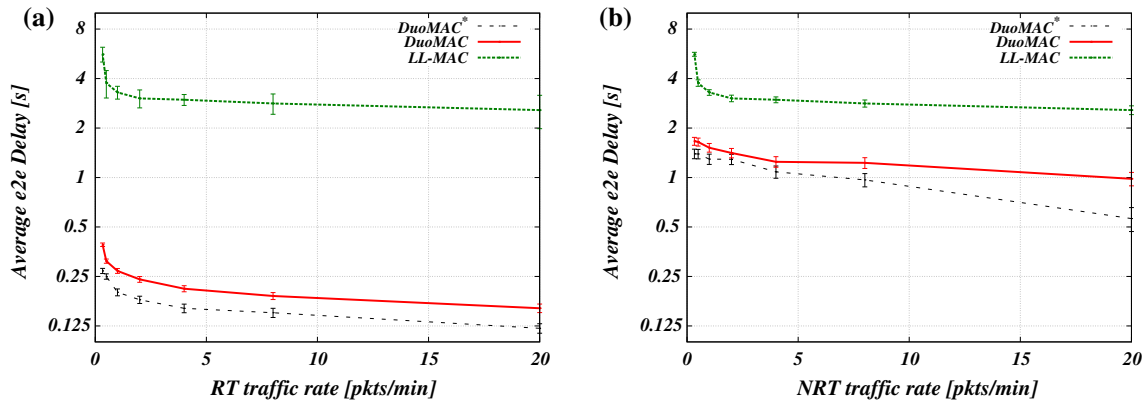 (a)
DuoMAC*
DuoMAC
LL-MAC
8
4
2
1
0.5
0.25
0.125
Average e2e Delay [s]
0 5 10 15 20
RT traffic rate [pkts/min]
(b)
DuoMAC*
DuoMAC
LL-MAC
8
4
2
1
0.5
0.25
0.125
Average e2e Delay [s]
0 5 10 15 20
NRT traffic rate [pkts/min]